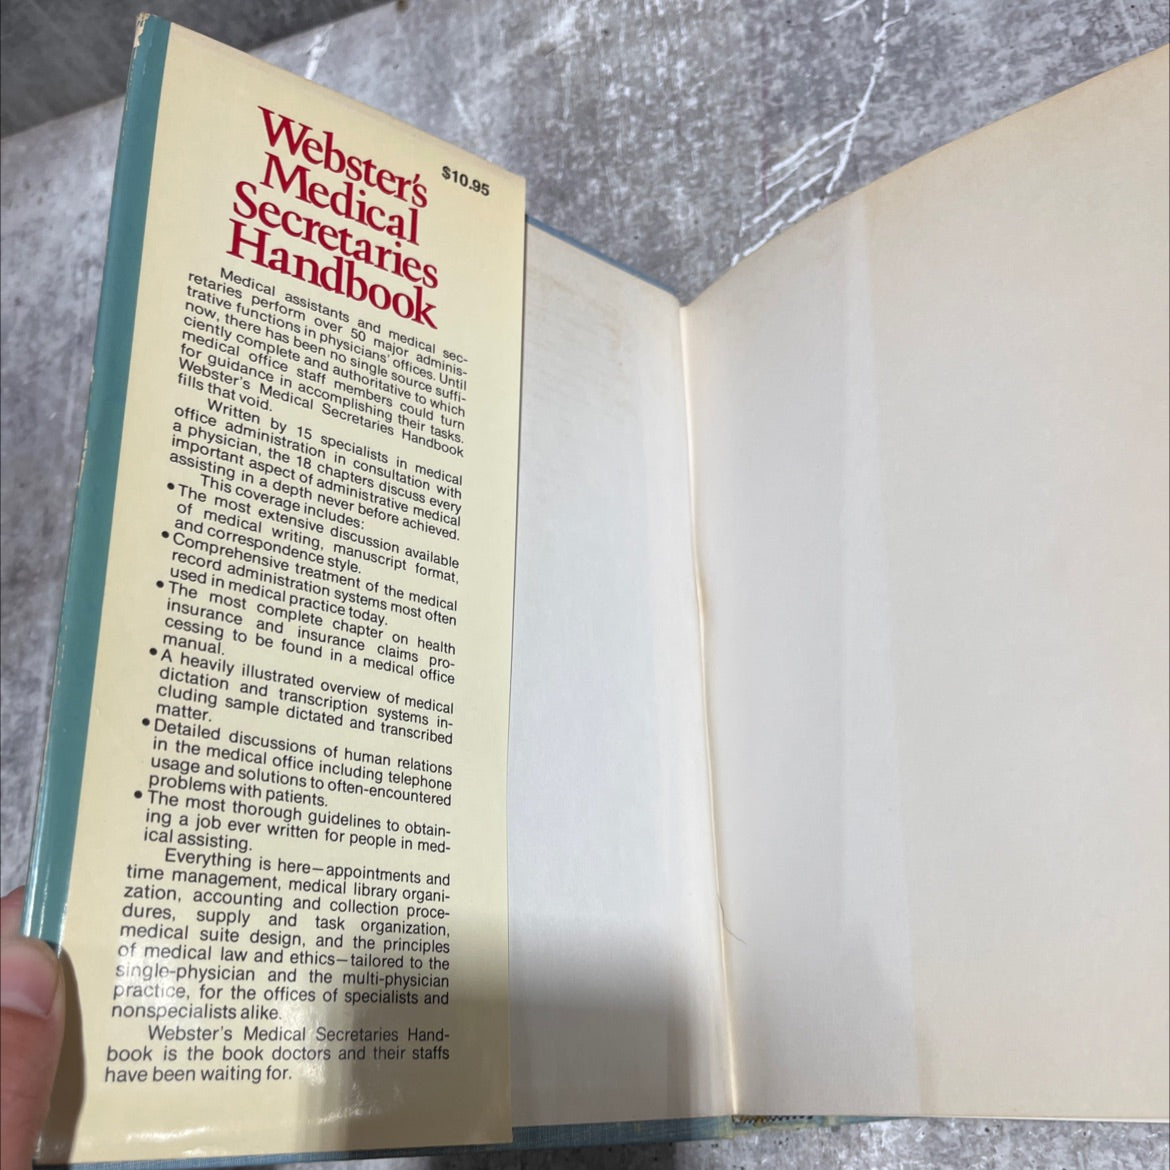 Webster's
Medical
Secretaries
Handbook
$10.95
Medical assistants and medical sec-
retaries perform over 50 major adminis-
trative functions in physicians' offices. Until
now, there has been no single source suffi-
ciently complete and authoritative to which
medical office staff members could turn
for guidance in accomplishing their tasks.
Webster's Medical Secretaries Handbook
fills that void.
Written by 15 specialists in medical
office administration in consultation with
a physician, the 18 chapters discuss every
important aspect of administrative medical
assisting in a depth never before achieved.
This coverage includes:
• The most extensive discussion available
of medical writing, manuscript format,
and correspondence style.
• Comprehensive treatment of the medical
record administration systems most often
used in medical practice today.
• The most complete chapter on health
insurance and insurance claims pro-
cessing to be found in a medical office
manual.
• A heavily illustrated overview of medical
dictation and transcription systems in-
cluding sample dictated and transcribed
matter.
• Detailed discussions of human relations
in the medical office including telephone
usage and solutions to often-encountered
problems with patients.
• The most thorough guidelines to obtain-
ing a job ever written for people in med-
ical assisting.
Everything is here—appointments and
time management, medical library organi-
zation, accounting and collection proce-
dures, supply and task organization,
medical suite design, and the principles
of medical law and ethics—tailored to the
single-physician and the multi-physician
practice, for the offices of specialists and
nonspecialists alike.
Webster's Medical Secretaries Hand-
book is the book doctors and their staffs
have been waiting for.